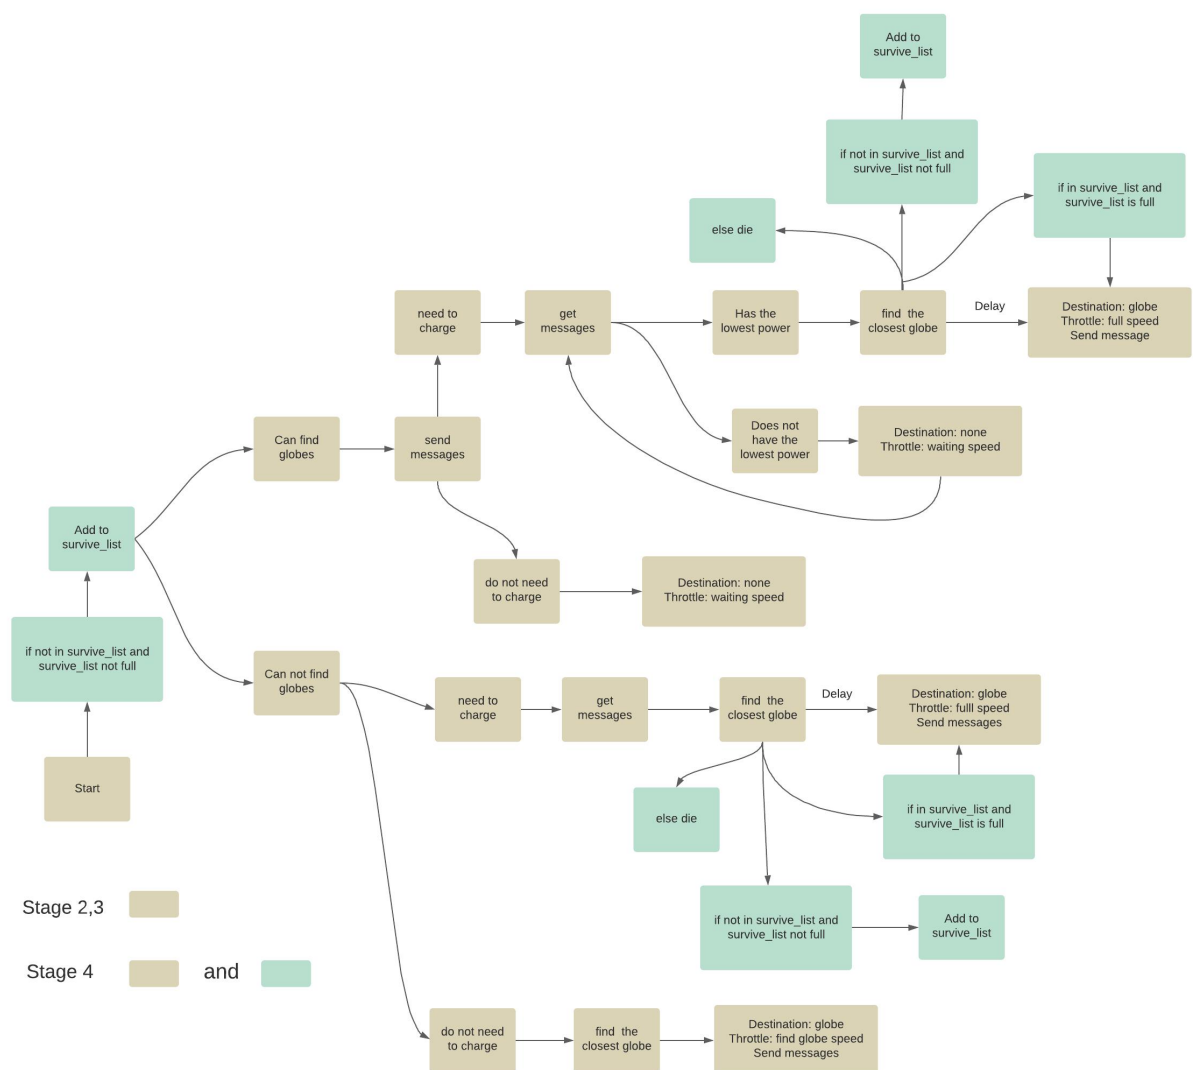 Add to
survive_list
if not in survive_list and
survive_list not full
if in survive_list and
survive_list is full
else die
need to
charge
get
messages
Has the
lowest power
find the
closest globe
Delay
Destination: globe
Throttle: full speed
Send message
Can find
globes
send
messages
Does not
have the
lowest power
Destination: none
Throttle: waiting speed
Add to
survive_list
do not need
to charge
Destination: none
Throttle: waiting speed
if not in survive_list and
survive_list not full
Can not find
globes
need to
charge
get
messages
find the
closest globe
Delay
Destination: globe
Throttle: fulll speed
Send messages
Start
else die
if in survive_list and
survive_list is full
Stage 2,3
if not in survive_list and
survive_list not full
Add to
survive_list
Stage 4
and
do not need
to charge
find the
closest globe
Destination: globe
Throttle: find globe speed
Send messages